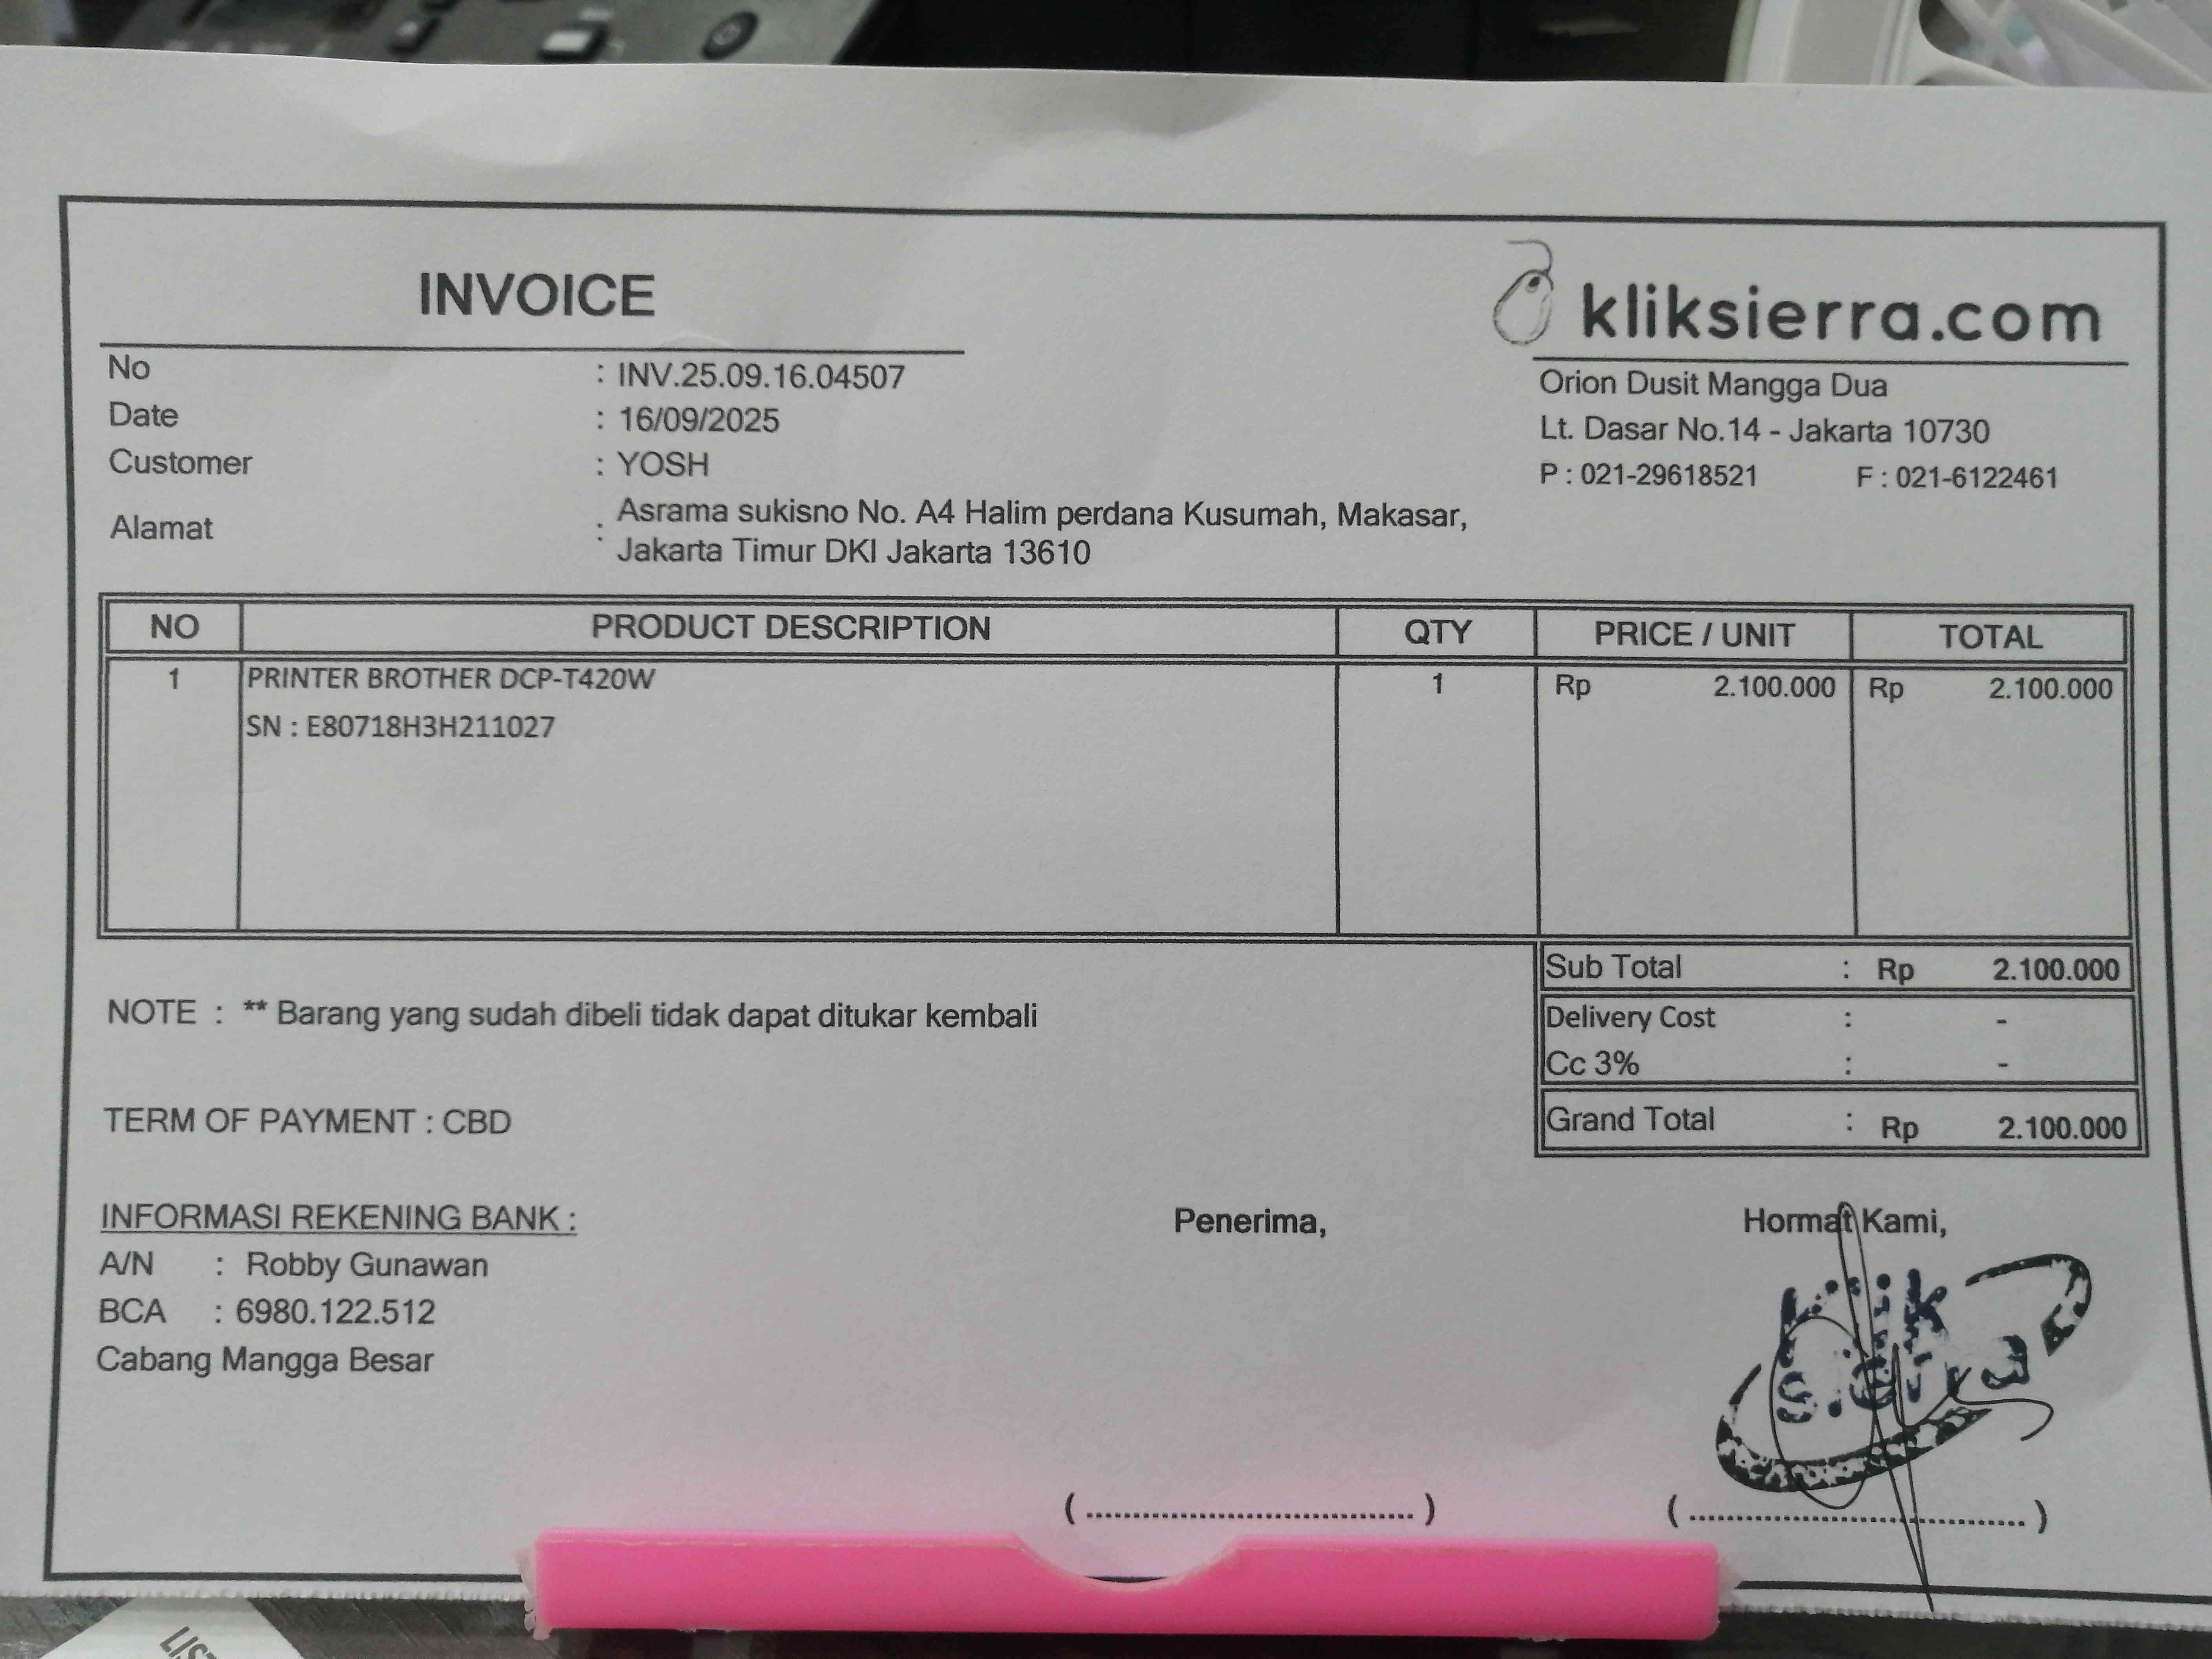 INVOICE
kliksierra.com
No : INV.25.09.16.04507
Date : 16/09/2025
Customer : YOSH
Alamat : Asrama sukisno No. A4 Halim perdana Kusumah, Makasar,
Jakarta Timur DKI Jakarta 13610
Orion Dusit Mangga Dua
Lt. Dasar No.14 - Jakarta 10730
P : 021-29618521 F : 021-6122461
NO PRODUCT DESCRIPTION QTY PRICE / UNIT TOTAL
1 PRINTER BROTHER DCP-T420W 1 Rp 2.100.000 Rp 2.100.000
SN : E80718H3H211027
Sub Total : Rp 2.100.000
NOTE : ** Barang yang sudah dibeli tidak dapat ditukar kembali
Delivery Cost : -
Cc 3% : -
TERM OF PAYMENT : CBD
Grand Total : Rp 2.100.000
INFORMASI REKENING BANK :
A/N : Robby Gunawan
BCA : 6980.122.512
Cabang Mangga Besar
Penerima,
Hormat Kami,
klik
sierra
(..............................)
(..............................)